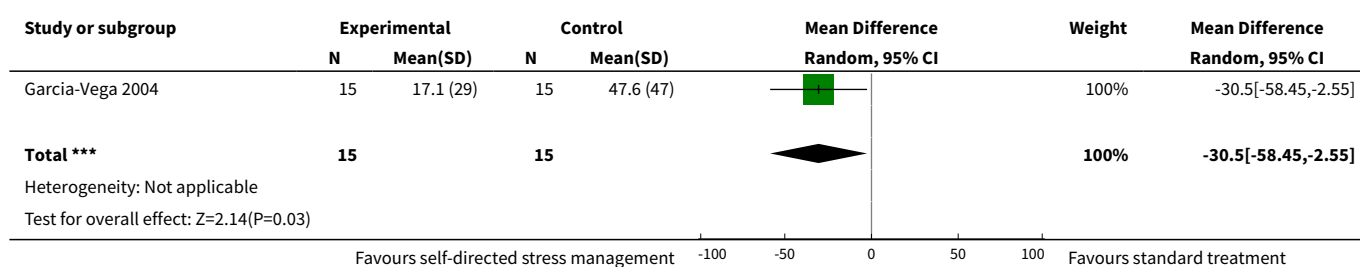 Study or subgroup Experimental Control Mean Difference Weight Mean Difference
N Mean(SD) N Mean(SD) Random, 95% CI Random, 95% CI
Garcia-Vega 2004 15 17.1 (29) 15 47.6 (47) 100% -30.5[-58.45,-2.55]
Total *** 15 15 100% -30.5[-58.45,-2.55]
Heterogeneity: Not applicable
Test for overall effect: Z=2.14(P=0.03)
Favours self-directed stress management -100 -50 0 50 100 Favours standard treatment